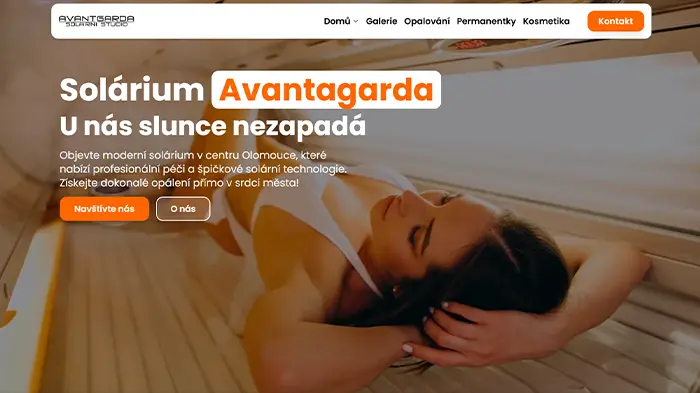 AVANTGARDA
SOLÁRNÍ STUDIO
Domů Galerie Opalování Permanentky Kosmetika Kontakt
Solárium Avantagarda
U nás slunce nezapadá
Objevte moderní solárium v centru Olomouce, které
nabízí profesionální péči a špičkové solární technologie.
Získejte dokonalé opálení přímo v srdci města!
Navštívte nás O nás